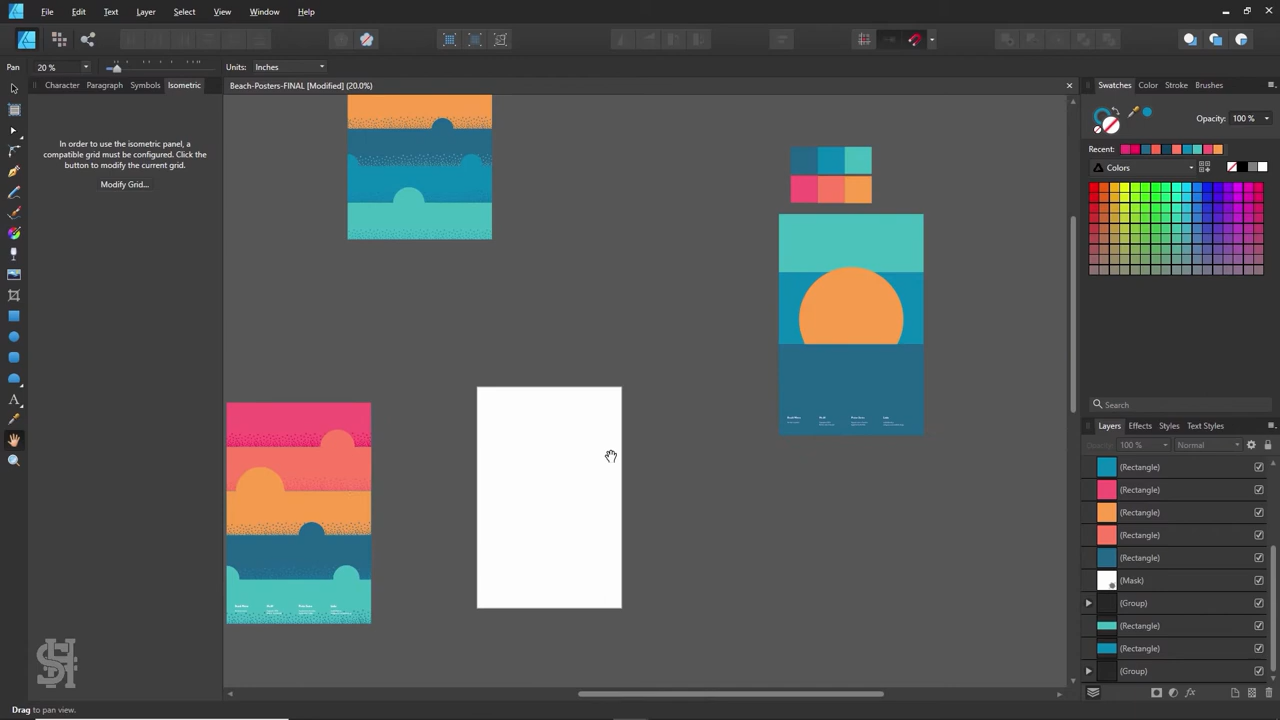 File Edit Text Layer Select View Window Help
Pan 20 % Units: Inches
Character Paragraph Symbols Isometric
Beach-Posters-FINAL [Modified] (20.0%)
In order to use the isometric panel, a
compatible grid must be configured. Click the
button to modify the current grid.
Modify Grid...
Swatches Color Stroke Brushes
Opacity: 100 %
Recent:
Colors
Search
Layers Effects Styles Text Styles
Opacity: 100 % Normal
(Rectangle)
(Rectangle)
(Rectangle)
(Rectangle)
(Rectangle)
(Mask)
(Group)
(Rectangle)
(Rectangle)
(Group)
Drag to pan view.